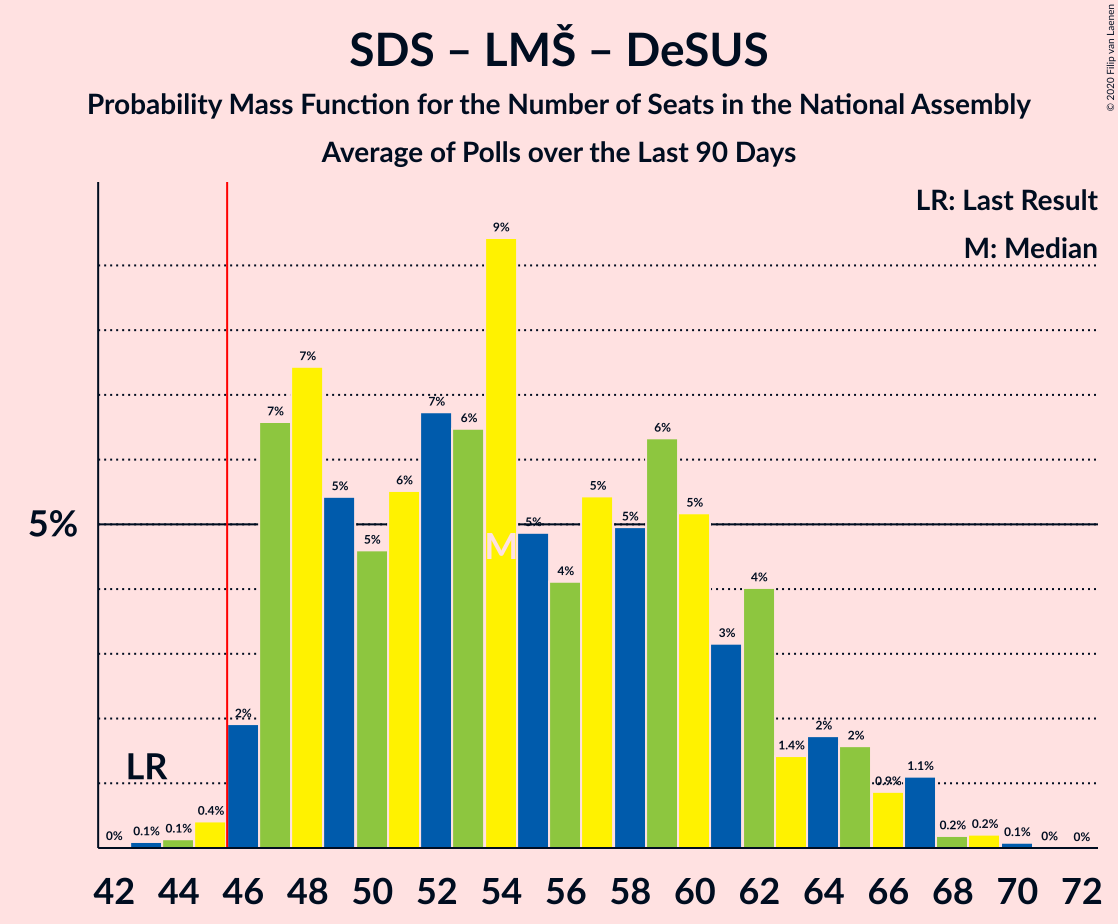 © 2020 Filip van Laenen
SDS – LMŠ – DeSUS
Probability Mass Function for the Number of Seats in the National Assembly
Average of Polls over the Last 90 Days
LR: Last Result
M: Median
5%
LR
M
0% 0.1% 0.1% 0.4% 2% 7% 7% 5% 5% 6% 7% 6% 9% 5% 4% 5% 5% 6% 5% 3% 4% 1.4% 2% 2% 0.9% 1.1% 0.2% 0.2% 0.1% 0% 0%
42 44 46 48 50 52 54 56 58 60 62 64 66 68 70 72